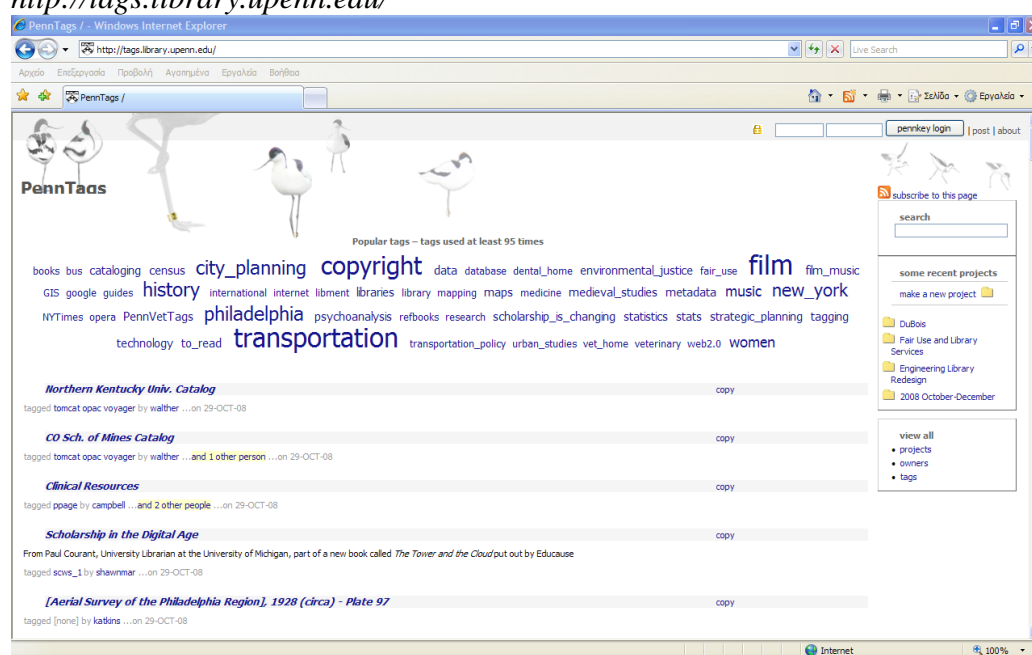 http://tags.library.upenn.edu/
PennTags / - Windows Internet Explorer
http://tags.library.upenn.edu/
Live Search
Αρχείο Επεξεργασία Προβολή Αγαπημένα Εργαλεία Βοήθεια
PennTags /
Σελίδα Εργαλεία
pennkey login | post | about
PennTags
subscribe to this page
search
Popular tags – tags used at least 95 times
books bus cataloging census city_planning copyright data database dental_home environmental_justice fair_use film film_music
GIS google guides history international internet libment libraries library mapping maps medicine medieval_studies metadata music new_york
NYTimes opera PennVetTags philadelphia psychoanalysis refbooks research scholarship_is_changing statistics stats strategic_planning tagging
technology to_read transportation transportation_policy urban_studies vet_home veterinary web2.0 women
some recent projects
make a new project
DuBois
Fair Use and Library
Services
Engineering Library
Redesign
2008 October-December
view all
• projects
• owners
• tags
Northern Kentucky Univ. Catalog copy
tagged tomcat opac voyager by walther ...on 29-OCT-08
CO Sch. of Mines Catalog copy
tagged tomcat opac voyager by walther ...and 1 other person ...on 29-OCT-08
Clinical Resources copy
tagged ppage by campbell ...and 2 other people ...on 29-OCT-08
Scholarship in the Digital Age copy
From Paul Courant, University Librarian at the University of Michigan, part of a new book called The Tower and the Cloud put out by Educause
tagged scws_1 by shawnmar ...on 29-OCT-08
[Aerial Survey of the Philadelphia Region], 1928 (circa) - Plate 97 copy
tagged [none] by katkins ...on 29-OCT-08
Internet 100%